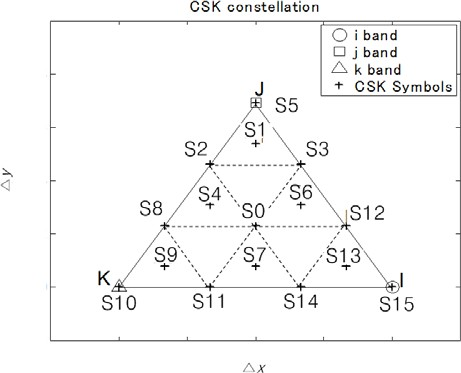 CSK constellation
i band
j band
k band
CSK Symbols
J
S5
S1
S2
S3
S4
S6
S8
S0
S12
S9
S7
S13
K
I
S10
S11
S14
S15
△y
△x